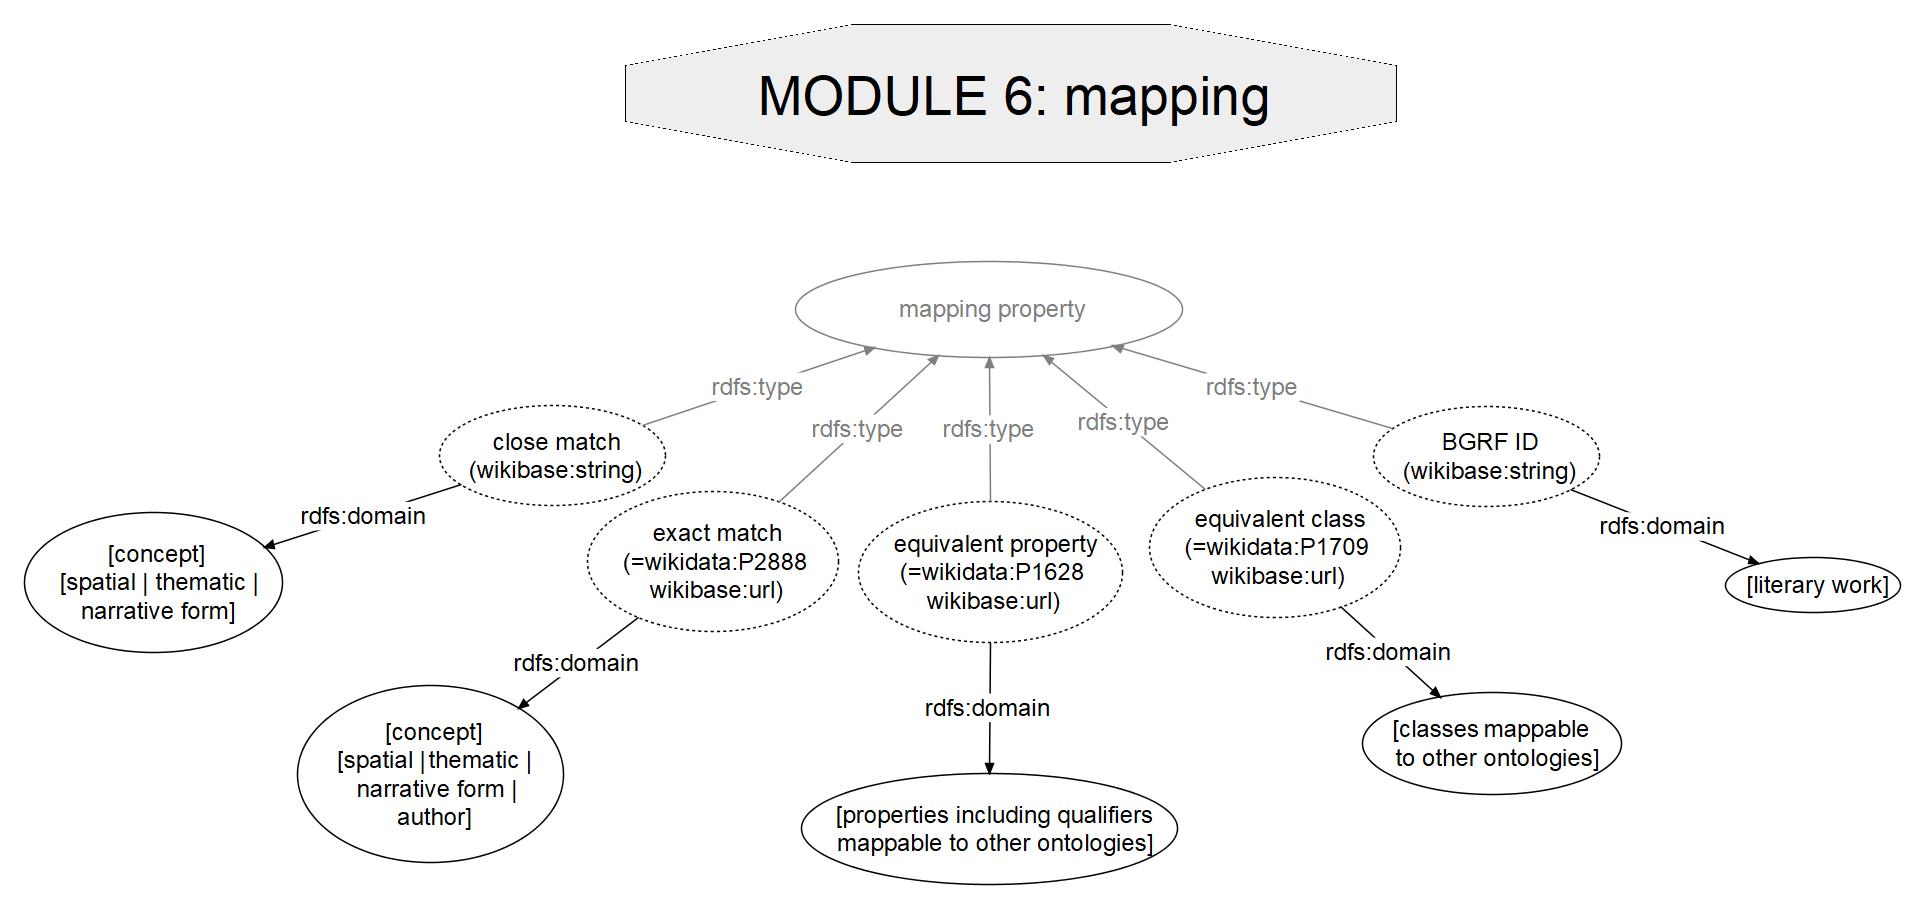 MODULE 6: mapping
mapping property
rdfs:type
rdfs:type
rdfs:type
rdfs:type
rdfs:type
close match
(wikibase:string)
exact match
(=wikidata:P2888
wikibase:url)
equivalent property
(=wikidata:P1628
wikibase:url)
equivalent class
(=wikidata:P1709
wikibase:url)
BGRF ID
(wikibase:string)
rdfs:domain
rdfs:domain
rdfs:domain
rdfs:domain
rdfs:domain
[concept]
[spatial | thematic |
narrative form]
[concept]
[spatial | thematic |
narrative form |
author]
[properties including qualifiers
mappable to other ontologies]
[classes mappable
to other ontologies]
[literary work]